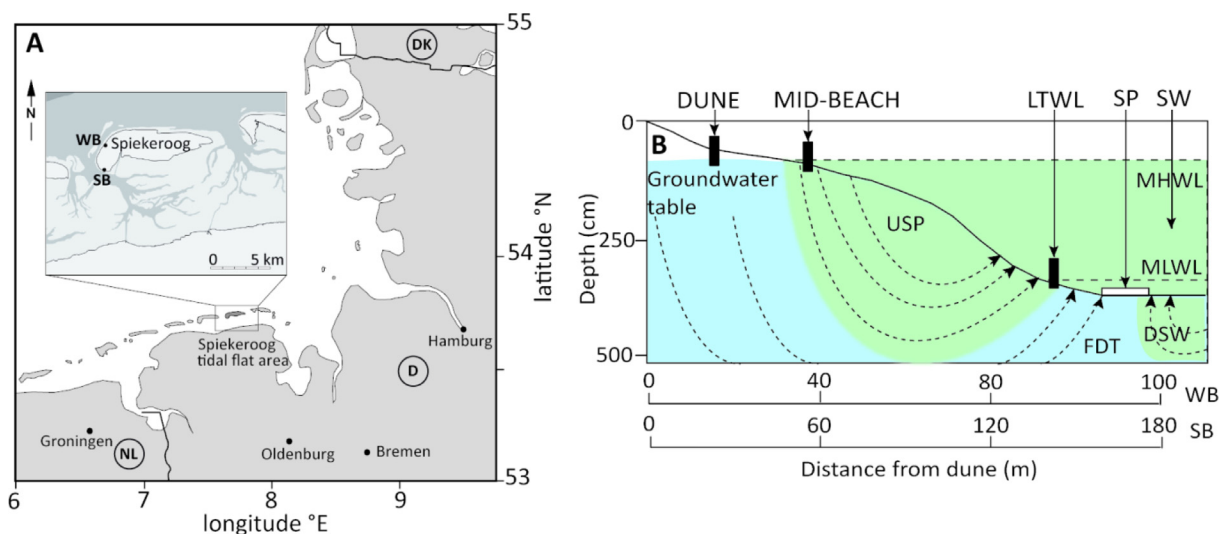 A
N
DK
55
WB
Spiekeroog
SB
0 5 km
54
latitude °N
Hamburg
Spiekeroog
tidal flat area
D
Groningen
NL
Oldenburg
Bremen
53
6 7 8 9
longitude °E
DUNE MID-BEACH LTWL SP SW
0
B
Groundwater
table
MHWL
USP
250
MLWL
DSW
FDT
500
Depth (cm)
0 40 80 100
WB
0 60 120 180
SB
Distance from dune (m)